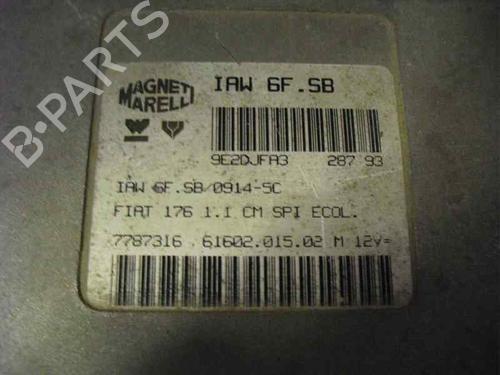 MAGNETI
MARELLI
IAW 6F.SB
9E2DJFA3 287 93
IAW 6F.SB/0914-5C
FIAT 176 1.1 CM SPI ECOL.
7787316 61602.015.02 M 12V=
B-PARTS